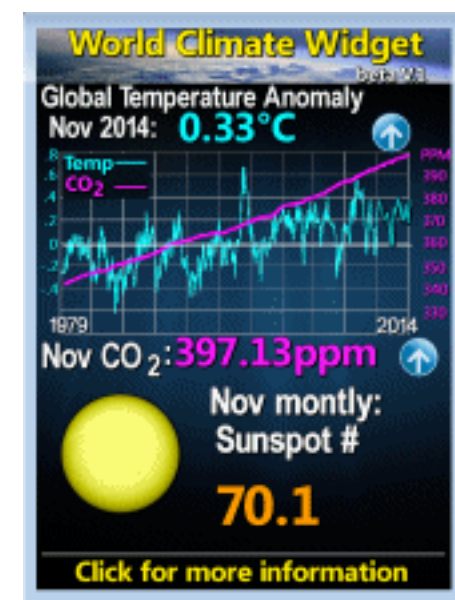 World Climate Widget
beta V.1
Global Temperature Anomaly
Nov 2014: 0.33°C
.8 Temp PPM
.6 CO2 390
.4 380
.2 370
0 360
.2 350
-.4 340
330
1979 2014
Nov CO2: 397.13ppm
Nov montly:
Sunspot #
70.1
Click for more information